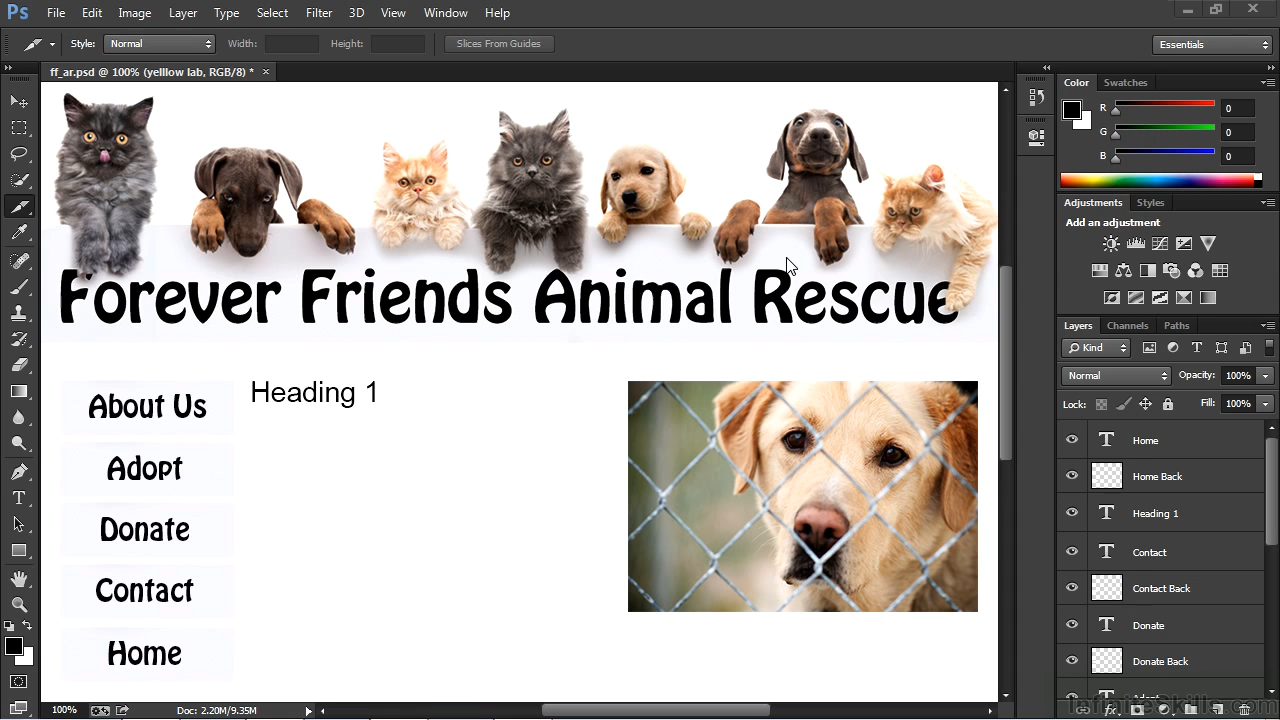 Ps File Edit Image Layer Type Select Filter 3D View Window Help
Style: Normal Width: Height: Slices From Guides Essentials
ff_ar.psd @ 100% (yelllow lab, RGB/8) * ×
Color Swatches
R 0
G 0
B 0
Adjustments Styles
Add an adjustment
Forever Friends Animal Rescue
Layers Channels Paths
Kind
Normal Opacity: 100%
Lock: Fill: 100%
About Us
Heading 1
Adopt
Donate
Contact
Home
T Home
Home Back
T Heading 1
T Contact
Contact Back
T Donate
Donate Back
100% Doc: 2.20M/9.35M
InfiniteSkills.com